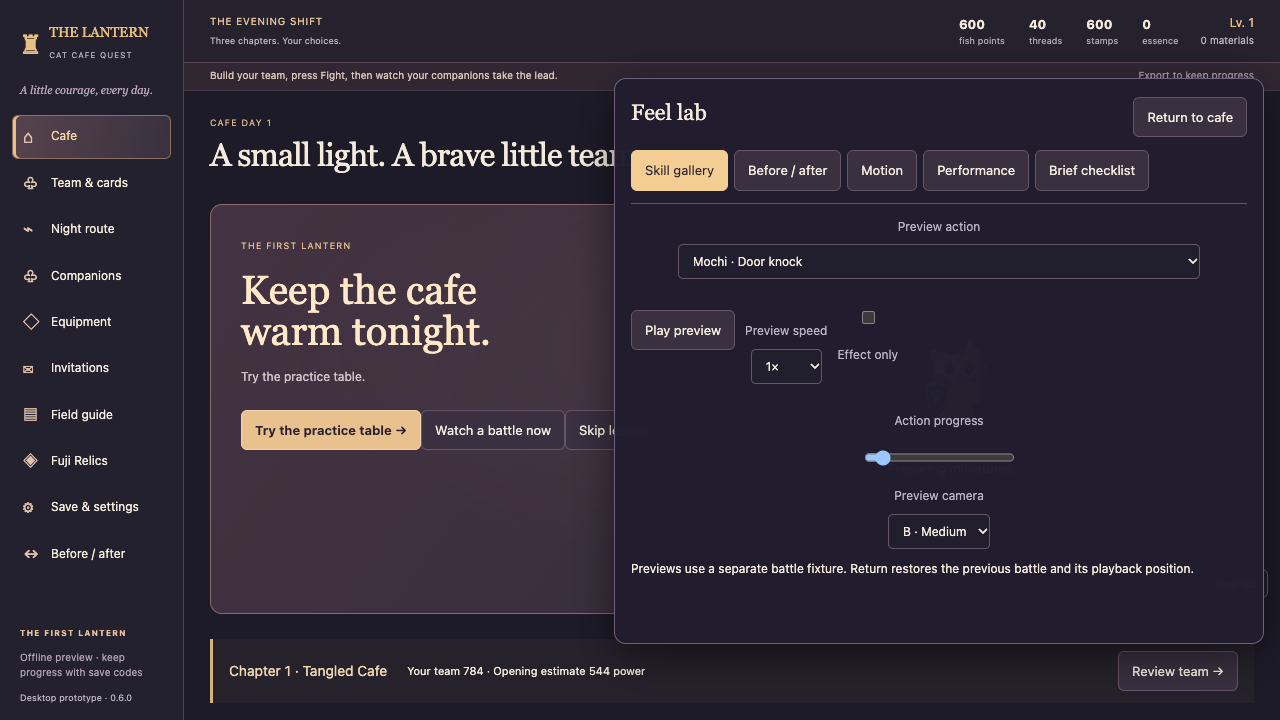 THE LANTERN
CAT CAFE QUEST
A little courage, every day.
Cafe
Team & cards
Night route
Companions
Equipment
Invitations
Field guide
Fuji Relics
Save & settings
Before / after
THE FIRST LANTERN
Offline preview · keep
progress with save codes
Desktop prototype · 0.6.0
THE EVENING SHIFT
Three chapters. Your choices.
600
fish points
40
threads
600
stamps
0
essence
Lv. 1
0 materials
Build your team, press Fight, then watch your companions take the lead.
Export to keep progress
CAFE DAY 1
A small light. A brave little team
THE FIRST LANTERN
Keep the cafe
warm tonight.
Try the practice table.
Try the practice table →
Watch a battle now
Skip
Feel lab
Return to cafe
Skill gallery
Before / after
Motion
Performance
Brief checklist
Preview action
Mochi · Door knock
Play preview
Preview speed
1×
Effect only
Action progress
Preview camera
B · Medium
Previews use a separate battle fixture. Return restores the previous battle and its playback position.
Chapter 1 · Tangled Cafe
Your team 784 · Opening estimate 544 power
Review team →